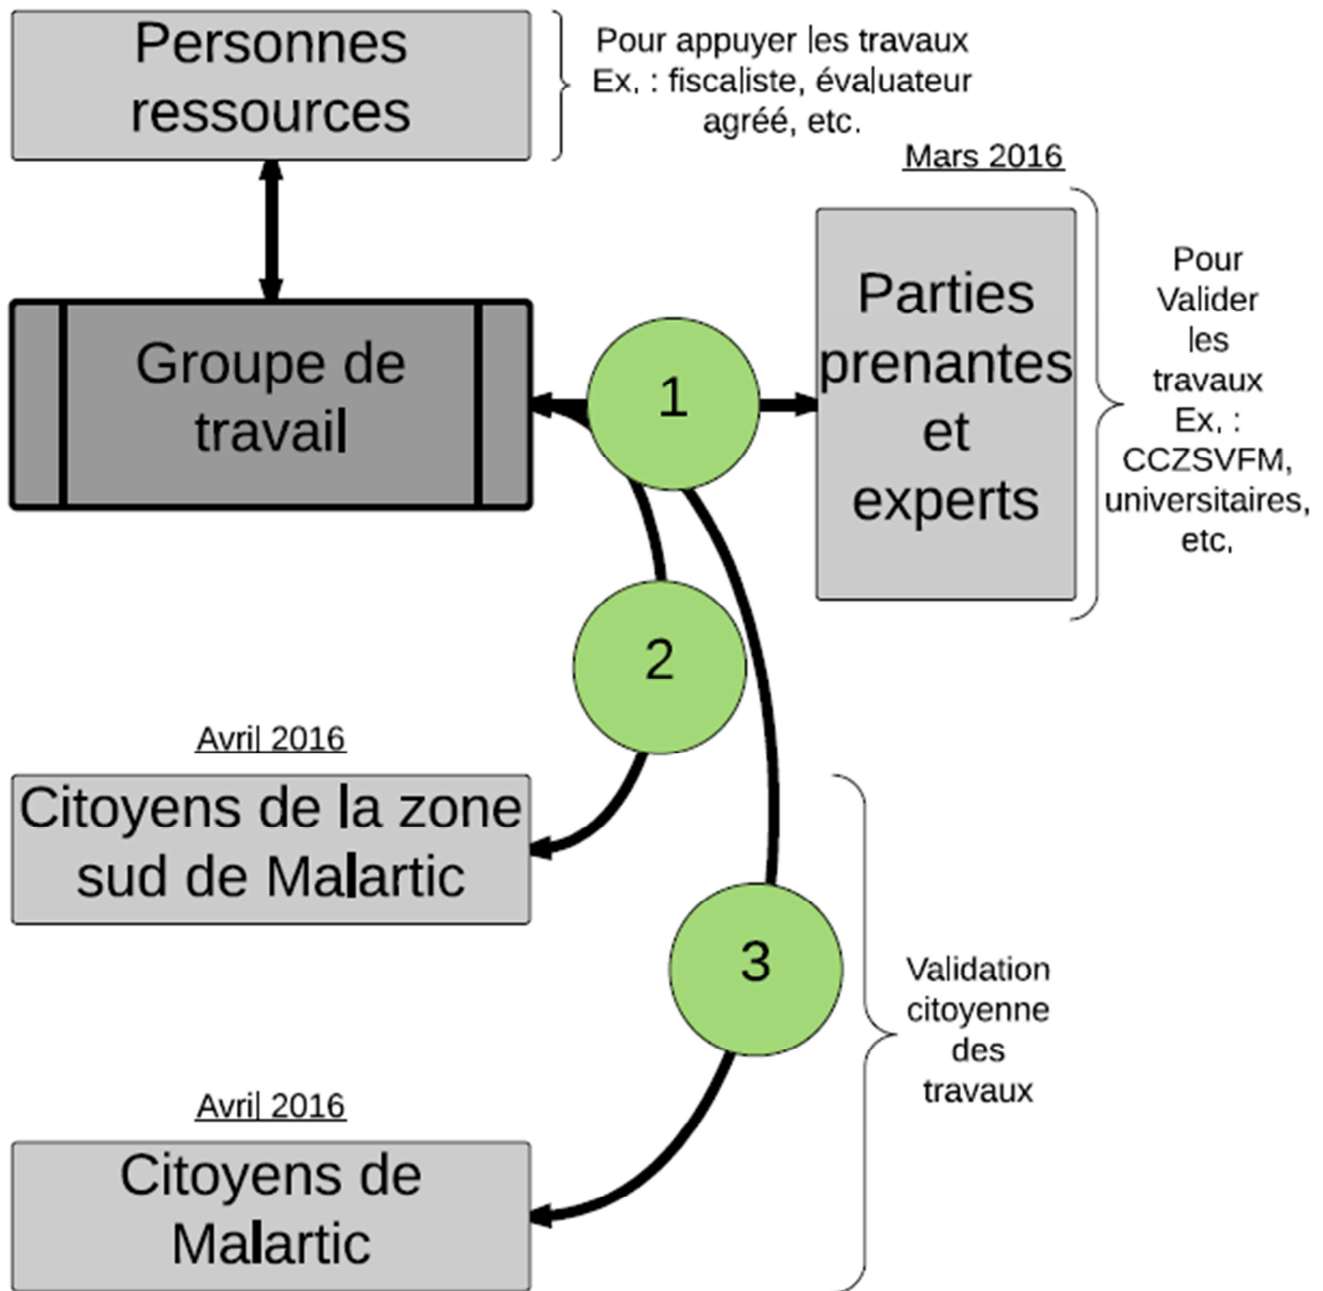 Personnes
ressources
Pour appuyer les travaux
Ex. : fiscaliste, évaluateur
agréé, etc.
Mars 2016
Groupe de
travail
1
Parties
prenantes
et
experts
Pour
Valider
les
travaux
Ex. :
CCZSVFM,
universitaires,
etc.
2
Avril 2016
Citoyens de la zone
sud de Malartic
3
Validation
citoyenne
des
travaux
Avril 2016
Citoyens de
Malartic